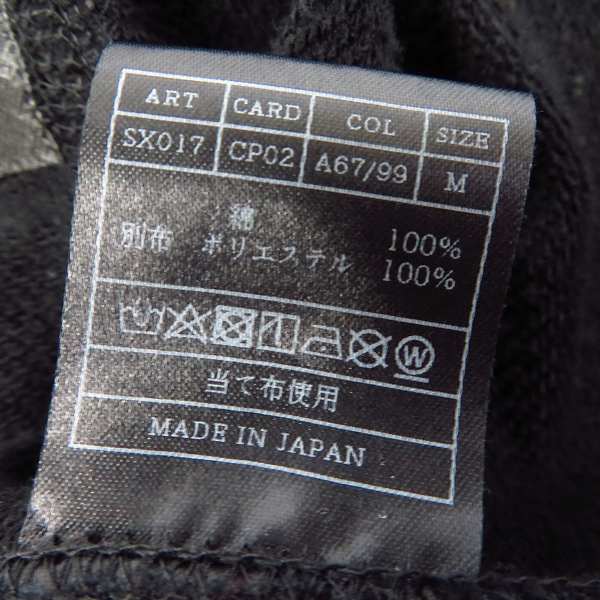 ART CARD COL SIZE
SX017 CP02 A67/99 M
綿 100%
別布 ポリエステル 100%
W
当て布使用
MADE IN JAPAN